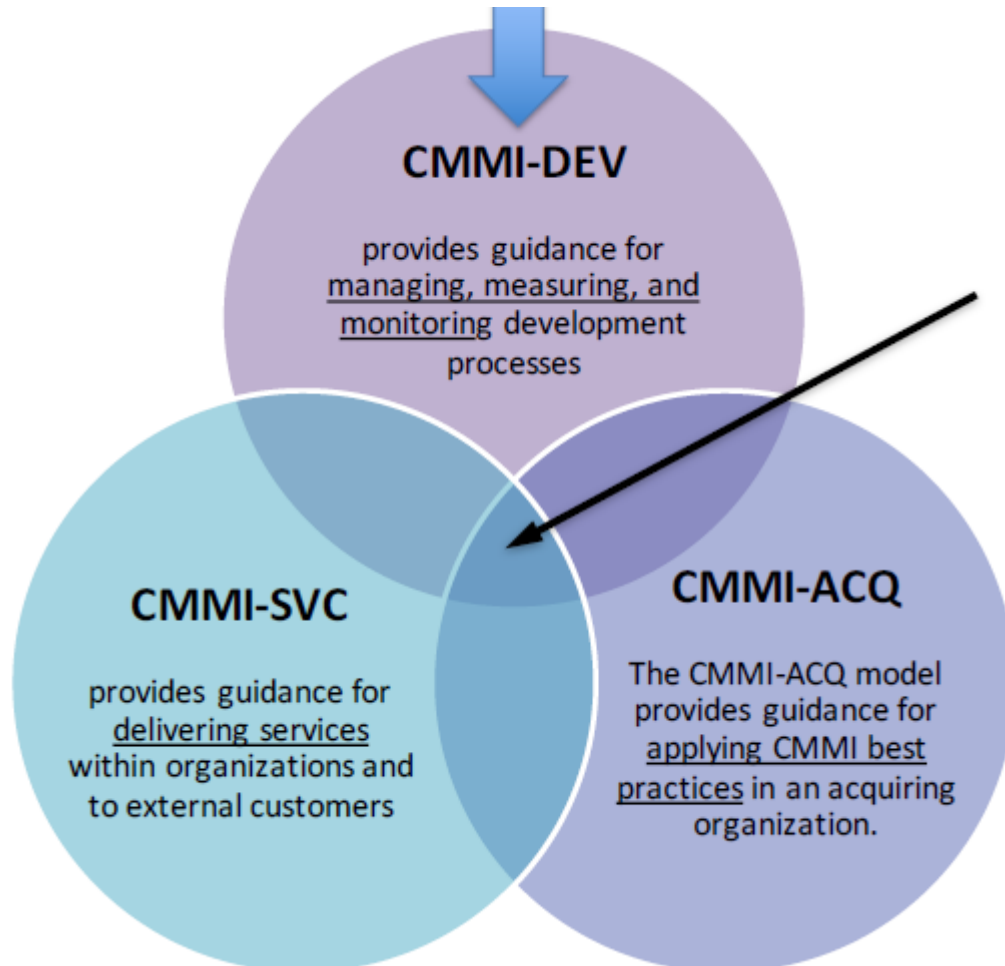 CMMI-DEV
provides guidance for
managing, measuring, and
monitoring development
processes
CMMI-SVC
provides guidance for
delivering services
within organizations and
to external customers
CMMI-ACQ
The CMMI-ACQ model
provides guidance for
applying CMMI best
practices in an acquiring
organization.